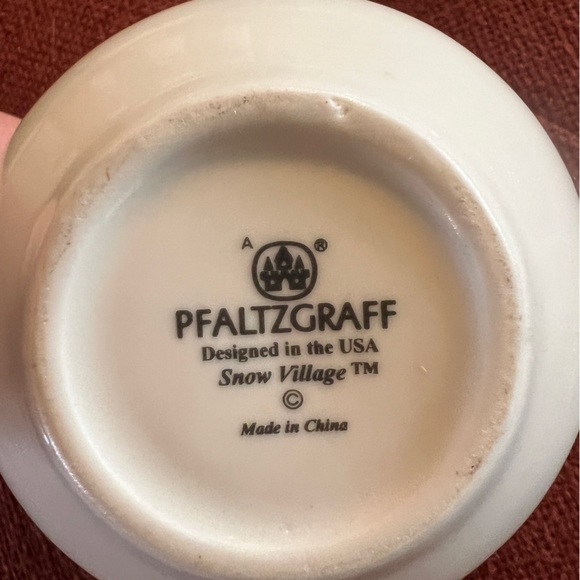 A ®
PFALTZGRAFF
Designed in the USA
Snow Village ™
©
Made in China